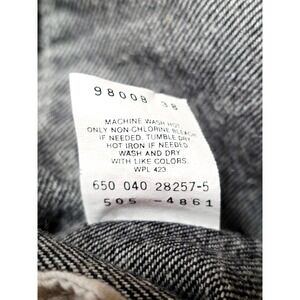 98008 38
MACHINE WASH HOT
ONLY NON-CHLORINE BLEACH
IF NEEDED. TUMBLE DRY
HOT IRON IF NEEDED
WASH AND DRY
WITH LIKE COLORS.
WPL 423
650 040 28257-5
505 -4861